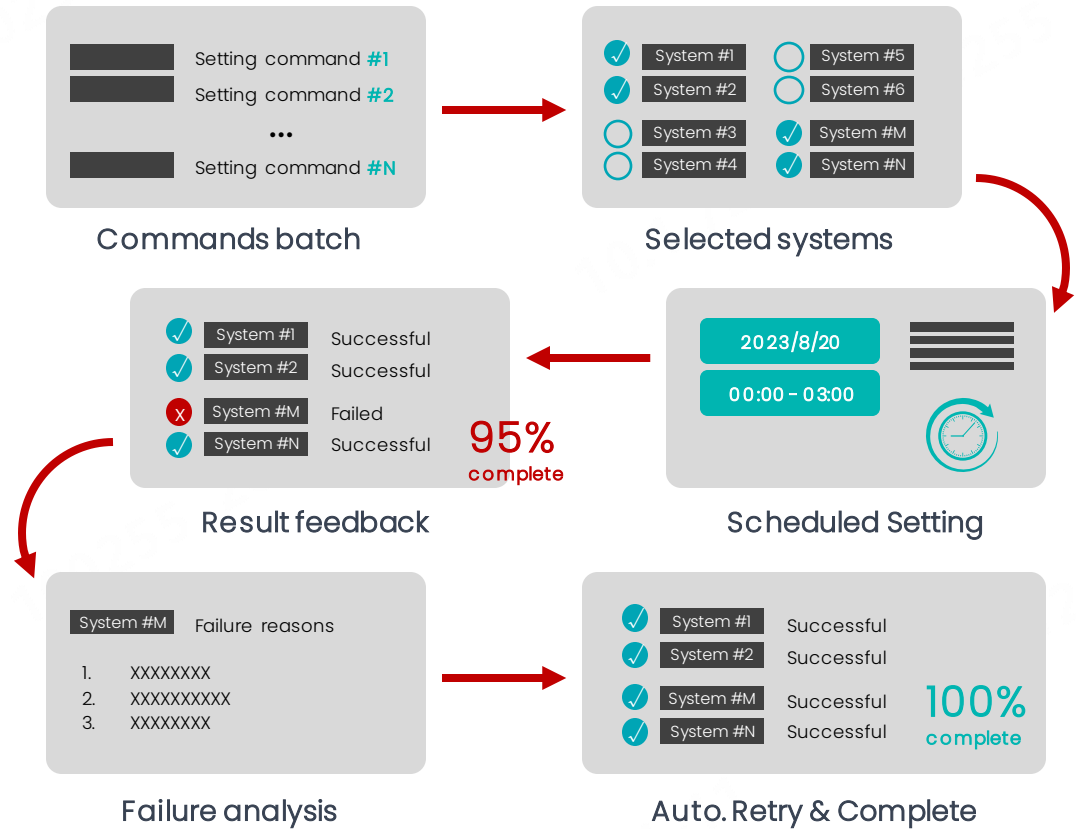 Setting command #1
Setting command #2
...
Setting command #N
Commands batch
System #1
System #2
System #3
System #4
System #5
System #6
System #M
System #N
Selected systems
2023/8/20
00:00 - 03:00
Scheduled Setting
System #1 Successful
System #2 Successful
X System #M Failed
System #N Successful
95%
complete
Result feedback
System #M Failure reasons
1. XXXXXXXX
2. XXXXXXXXXX
3. XXXXXXXX
Failure analysis
System #1 Successful
System #2 Successful
System #M Successful
System #N Successful
100%
complete
Auto. Retry & Complete